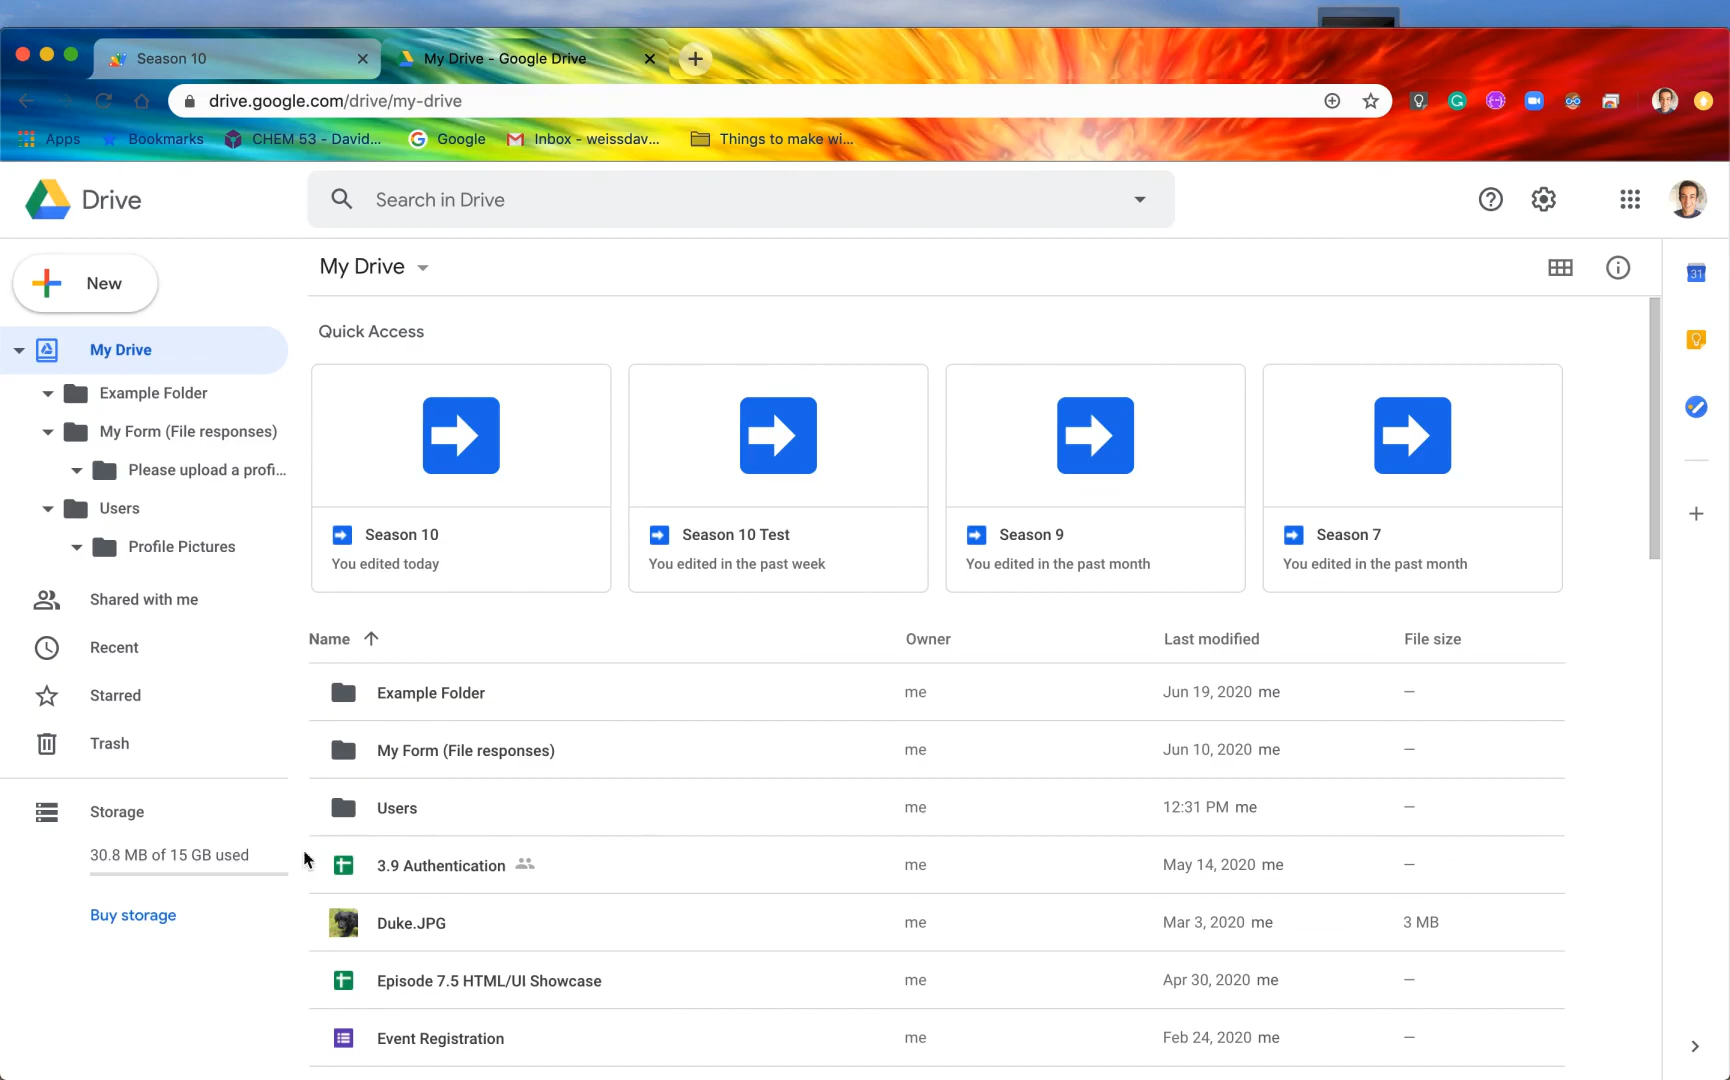 Season 10
My Drive - Google Drive
drive.google.com/drive/my-drive
Apps Bookmarks CHEM 53 - David... Google Inbox - weissdav... Things to make wi...
Drive
Search in Drive
New
My Drive
31
Quick Access
My Drive
Example Folder
My Form (File responses)
Please upload a profi...
Users
Profile Pictures
Shared with me
Recent
Starred
Trash
Storage
30.8 MB of 15 GB used
Buy storage
Season 10
You edited today
Season 10 Test
You edited in the past week
Season 9
You edited in the past month
Season 7
You edited in the past month
Name Owner Last modified File size
Example Folder me Jun 19, 2020 me —
My Form (File responses) me Jun 10, 2020 me —
Users me 12:31 PM me —
3.9 Authentication me May 14, 2020 me —
Duke.JPG me Mar 3, 2020 me 3 MB
Episode 7.5 HTML/UI Showcase me Apr 30, 2020 me —
Event Registration me Feb 24, 2020 me —